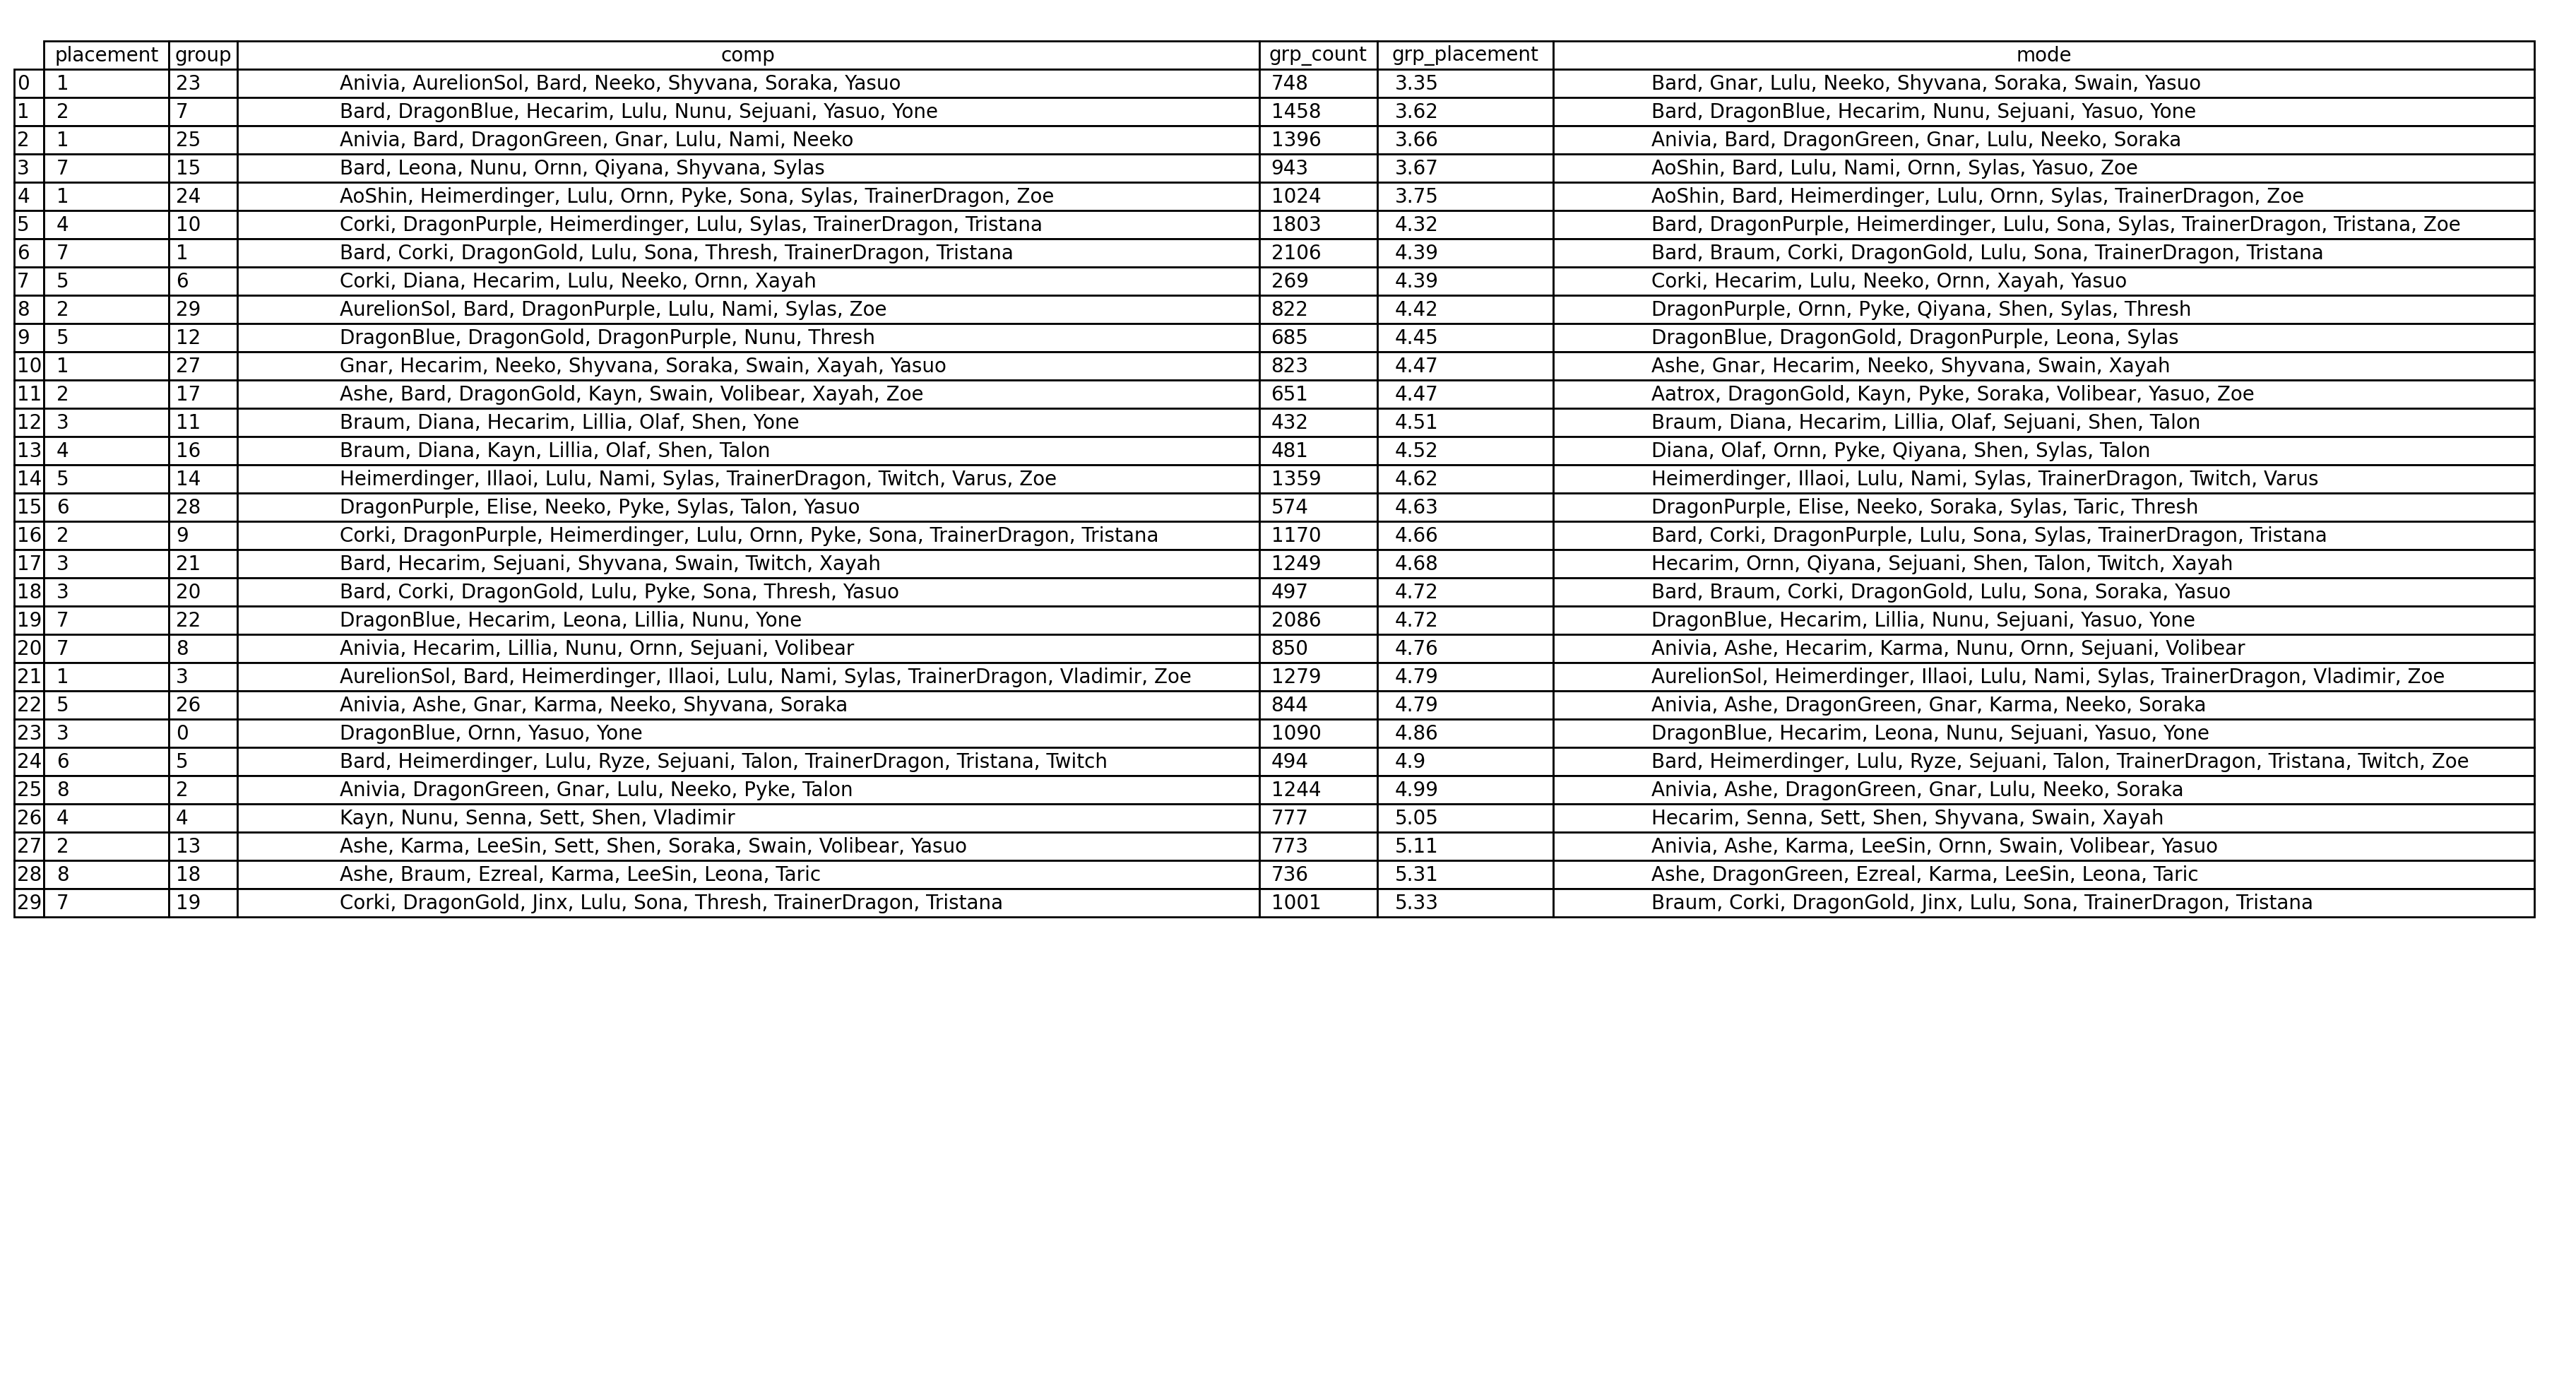 placement group comp grp_count grp_placement mode
0 1 23 Anivia, AurelionSol, Bard, Neeko, Shyvana, Soraka, Yasuo 748 3.35 Bard, Gnar, Lulu, Neeko, Shyvana, Soraka, Swain, Yasuo
1 2 7 Bard, DragonBlue, Hecarim, Lulu, Nunu, Sejuani, Yasuo, Yone 1458 3.62 Bard, DragonBlue, Hecarim, Nunu, Sejuani, Yasuo, Yone
2 1 25 Anivia, Bard, DragonGreen, Gnar, Lulu, Nami, Neeko 1396 3.66 Anivia, Bard, DragonGreen, Gnar, Lulu, Neeko, Soraka
3 7 15 Bard, Leona, Nunu, Ornn, Qiyana, Shyvana, Sylas 943 3.67 AoShin, Bard, Lulu, Nami, Ornn, Sylas, Yasuo, Zoe
4 1 24 AoShin, Heimerdinger, Lulu, Ornn, Pyke, Sona, Sylas, TrainerDragon, Zoe 1024 3.75 AoShin, Bard, Heimerdinger, Lulu, Ornn, Sylas, TrainerDragon, Zoe
5 4 10 Corki, DragonPurple, Heimerdinger, Lulu, Sylas, TrainerDragon, Tristana 1803 4.32 Bard, DragonPurple, Heimerdinger, Lulu, Sona, Sylas, TrainerDragon, Tristana, Zoe
6 7 1 Bard, Corki, DragonGold, Lulu, Sona, Thresh, TrainerDragon, Tristana 2106 4.39 Bard, Braum, Corki, DragonGold, Lulu, Sona, TrainerDragon, Tristana
7 5 6 Corki, Diana, Hecarim, Lulu, Neeko, Ornn, Xayah 269 4.39 Corki, Hecarim, Lulu, Neeko, Ornn, Xayah, Yasuo
8 2 29 AurelionSol, Bard, DragonPurple, Lulu, Nami, Sylas, Zoe 822 4.42 DragonPurple, Ornn, Pyke, Qiyana, Shen, Sylas, Thresh
9 5 12 DragonBlue, DragonGold, DragonPurple, Nunu, Thresh 685 4.45 DragonBlue, DragonGold, DragonPurple, Leona, Sylas
10 1 27 Gnar, Hecarim, Neeko, Shyvana, Soraka, Swain, Xayah, Yasuo 823 4.47 Ashe, Gnar, Hecarim, Neeko, Shyvana, Swain, Xayah
11 2 17 Ashe, Bard, DragonGold, Kayn, Swain, Volibear, Xayah, Zoe 651 4.47 Aatrox, DragonGold, Kayn, Pyke, Soraka, Volibear, Yasuo, Zoe
12 3 11 Braum, Diana, Hecarim, Lillia, Olaf, Shen, Yone 432 4.51 Braum, Diana, Hecarim, Lillia, Olaf, Sejuani, Shen, Talon
13 4 16 Braum, Diana, Kayn, Lillia, Olaf, Shen, Talon 481 4.52 Diana, Olaf, Ornn, Pyke, Qiyana, Shen, Sylas, Talon
14 5 14 Heimerdinger, Illaoi, Lulu, Nami, Sylas, TrainerDragon, Twitch, Varus, Zoe 1359 4.62 Heimerdinger, Illaoi, Lulu, Nami, Sylas, TrainerDragon, Twitch, Varus
15 6 28 DragonPurple, Elise, Neeko, Pyke, Sylas, Talon, Yasuo 574 4.63 DragonPurple, Elise, Neeko, Soraka, Sylas, Taric, Thresh
16 2 9 Corki, DragonPurple, Heimerdinger, Lulu, Ornn, Pyke, Sona, TrainerDragon, Tristana 1170 4.66 Bard, Corki, DragonPurple, Lulu, Sona, Sylas, TrainerDragon, Tristana
17 3 21 Bard, Hecarim, Sejuani, Shyvana, Swain, Twitch, Xayah 1249 4.68 Hecarim, Ornn, Qiyana, Sejuani, Shen, Talon, Twitch, Xayah
18 3 20 Bard, Corki, DragonGold, Lulu, Pyke, Sona, Thresh, Yasuo 497 4.72 Bard, Braum, Corki, DragonGold, Lulu, Sona, Soraka, Yasuo
19 7 22 DragonBlue, Hecarim, Leona, Lillia, Nunu, Yone 2086 4.72 DragonBlue, Hecarim, Lillia, Nunu, Sejuani, Yasuo, Yone
20 7 8 Anivia, Hecarim, Lillia, Nunu, Ornn, Sejuani, Volibear 850 4.76 Anivia, Ashe, Hecarim, Karma, Nunu, Ornn, Sejuani, Volibear
21 1 3 AurelionSol, Bard, Heimerdinger, Illaoi, Lulu, Nami, Sylas, TrainerDragon, Vladimir, Zoe 1279 4.79 AurelionSol, Heimerdinger, Illaoi, Lulu, Nami, Sylas, TrainerDragon, Vladimir, Zoe
22 5 26 Anivia, Ashe, Gnar, Karma, Neeko, Shyvana, Soraka 844 4.79 Anivia, Ashe, DragonGreen, Gnar, Karma, Neeko, Soraka
23 3 0 DragonBlue, Ornn, Yasuo, Yone 1090 4.86 DragonBlue, Hecarim, Leona, Nunu, Sejuani, Yasuo, Yone
24 6 5 Bard, Heimerdinger, Lulu, Ryze, Sejuani, Talon, TrainerDragon, Tristana, Twitch 494 4.9 Bard, Heimerdinger, Lulu, Ryze, Sejuani, Talon, TrainerDragon, Tristana, Twitch, Zoe
25 8 2 Anivia, DragonGreen, Gnar, Lulu, Neeko, Pyke, Talon 1244 4.99 Anivia, Ashe, DragonGreen, Gnar, Lulu, Neeko, Soraka
26 4 4 Kayn, Nunu, Senna, Sett, Shen, Vladimir 777 5.05 Hecarim, Senna, Sett, Shen, Shyvana, Swain, Xayah
27 2 13 Ashe, Karma, LeeSin, Sett, Shen, Soraka, Swain, Volibear, Yasuo 773 5.11 Anivia, Ashe, Karma, LeeSin, Ornn, Swain, Volibear, Yasuo
28 8 18 Ashe, Braum, Ezreal, Karma, LeeSin, Leona, Taric 736 5.31 Ashe, DragonGreen, Ezreal, Karma, LeeSin, Leona, Taric
29 7 19 Corki, DragonGold, Jinx, Lulu, Sona, Thresh, TrainerDragon, Tristana 1001 5.33 Braum, Corki, DragonGold, Jinx, Lulu, Sona, TrainerDragon, Tristana